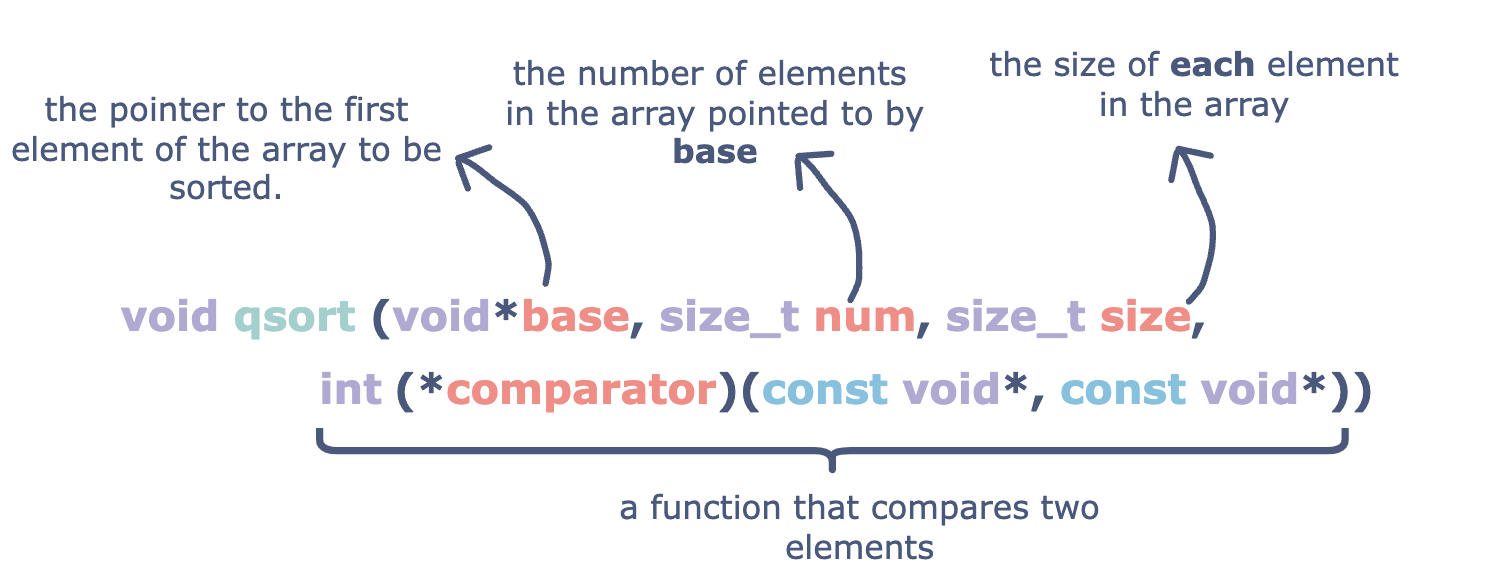 the pointer to the first
element of the array to be
sorted.
the number of elements
in the array pointed to by
base
the size of each element
in the array
void qsort (void*base, size_t num, size_t size,
int (*comparator)(const void*, const void*))
a function that compares two
elements